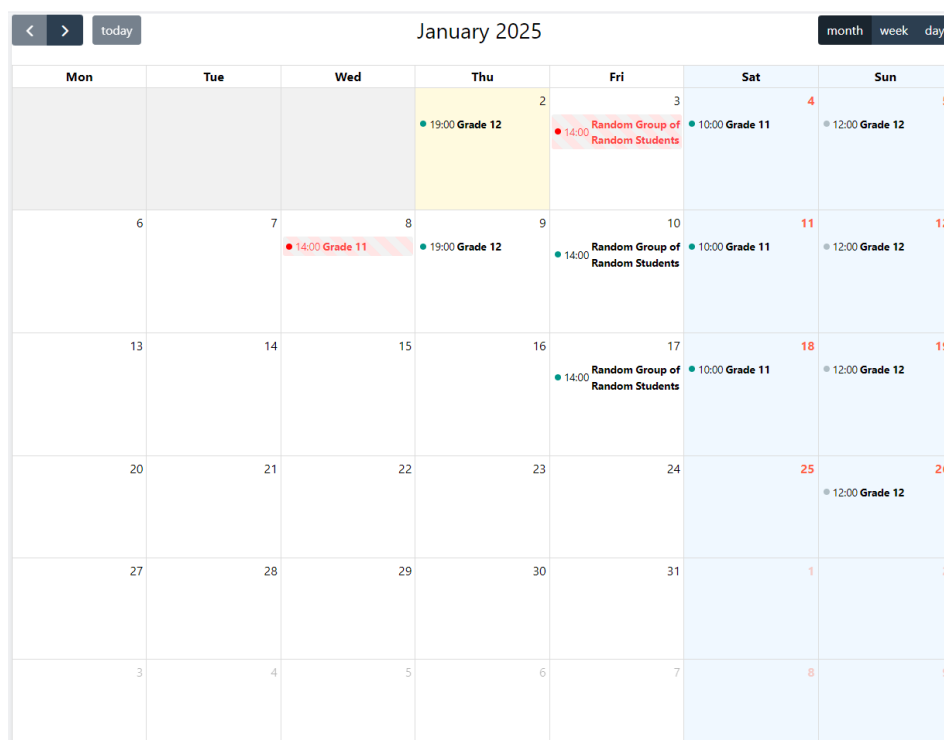 today
January 2025
month week day
Mon Tue Wed Thu Fri Sat Sun
2 3 4
19:00 Grade 12
14:00 Random Group of
Random Students
10:00 Grade 11
12:00 Grade 12
6 7 8 9 10 11
14:00 Grade 11
19:00 Grade 12
14:00 Random Group of
Random Students
10:00 Grade 11
12:00 Grade 12
13 14 15 16 17 18
14:00 Random Group of
Random Students
10:00 Grade 11
12:00 Grade 12
20 21 22 23 24 25
12:00 Grade 12
27 28 29 30 31 1
3 4 5 6 7 8